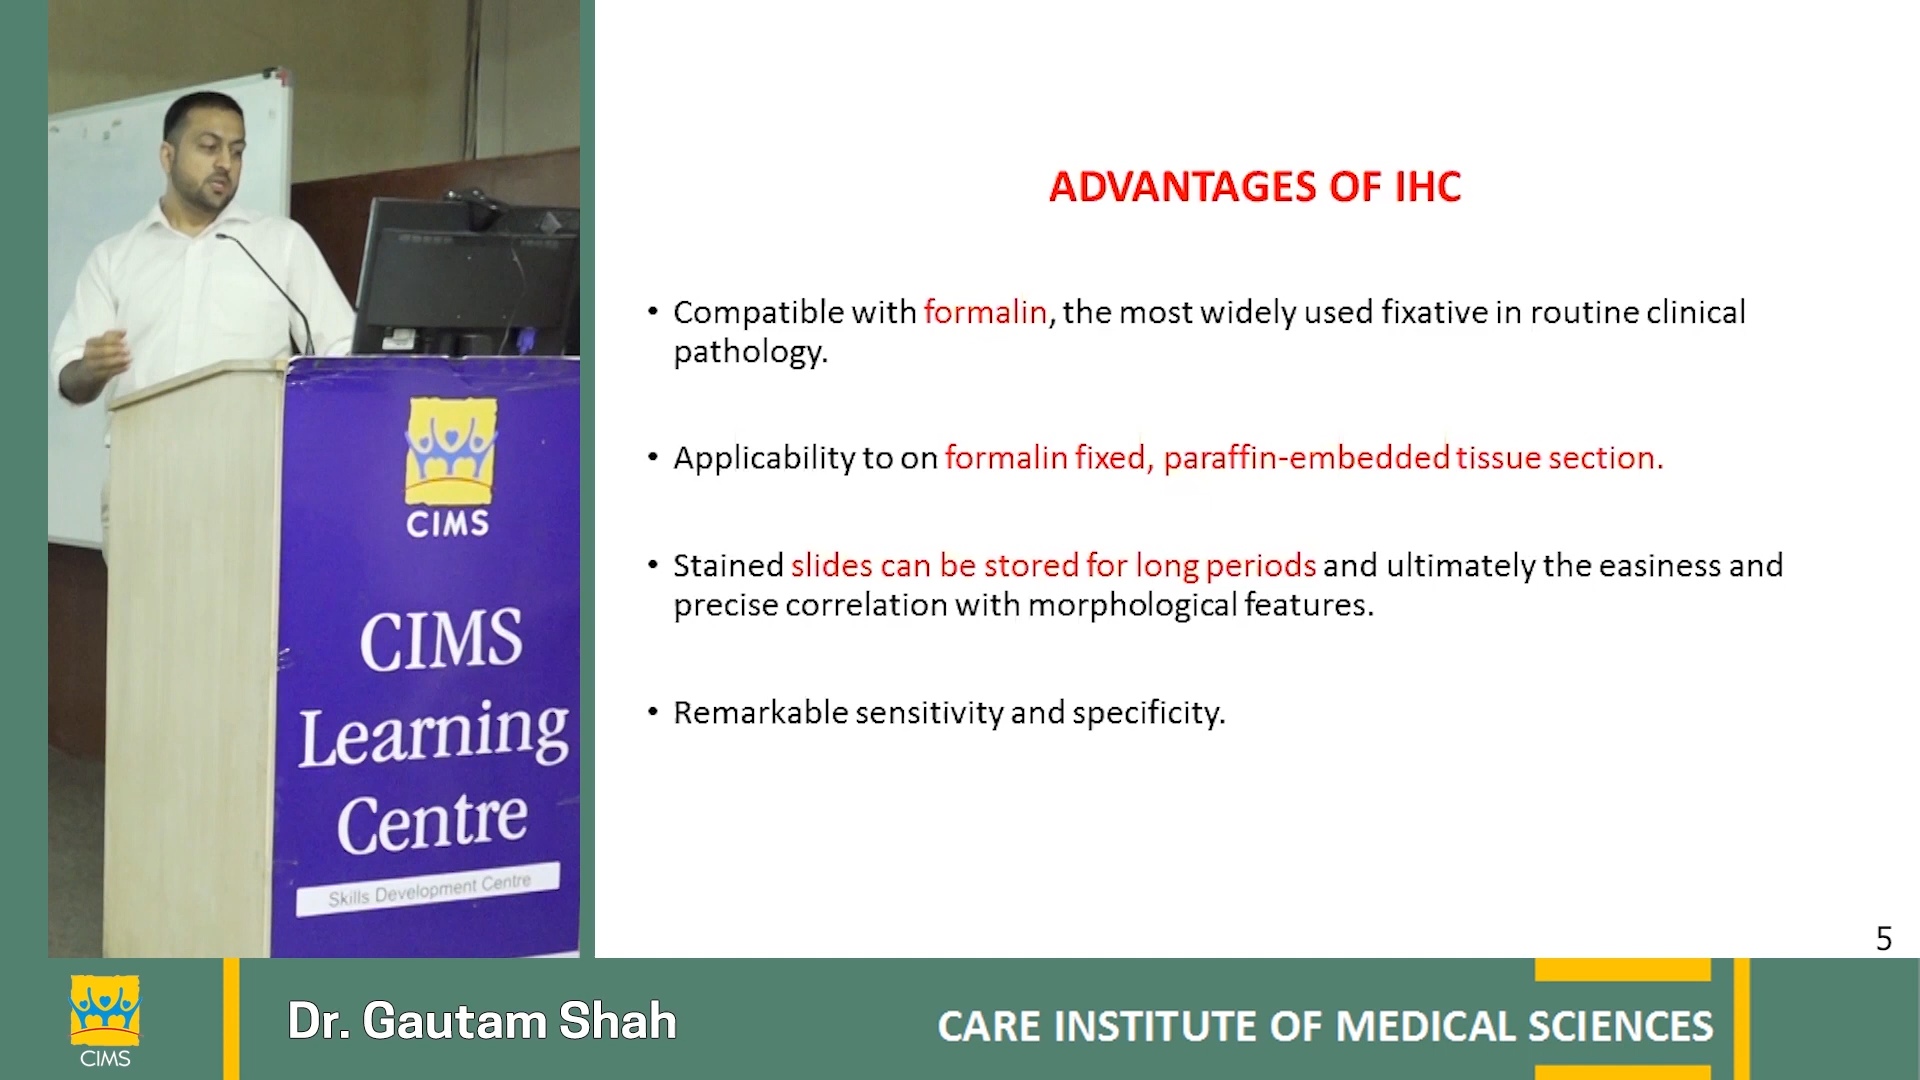 CIMS
CIMS
Learning
Centre
Skills Development Centre
ADVANTAGES OF IHC
• Compatible with formalin, the most widely used fixative in routine clinical
pathology.
• Applicability to on formalin fixed, paraffin-embedded tissue section.
• Stained slides can be stored for long periods and ultimately the easiness and
precise correlation with morphological features.
• Remarkable sensitivity and specificity.
5
CIMS
Dr. Gautam Shah
CARE INSTITUTE OF MEDICAL SCIENCES